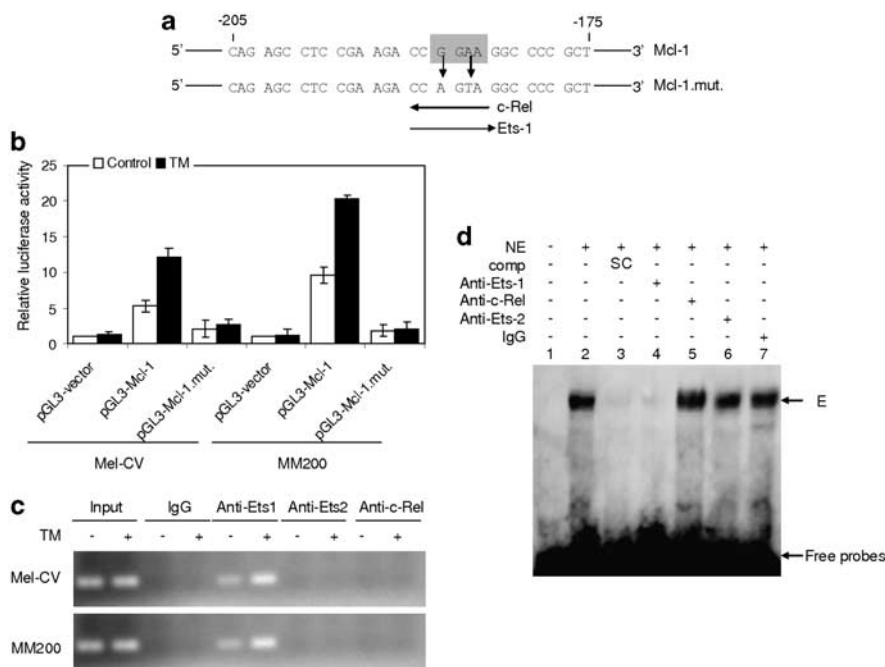 a
-205 -175
5' CAG AGC CTC CGA AGA CC G GAA GGC CCC GCT 3' Mcl-1
5' CAG AGC CTC CGAAGA CC A GTA GGC CCC GCT 3' Mcl-1.mut.
c-Rel
Ets-1
b
Control TM
Relative luciferase activity
25
20
15
10
5
0
pGL3-vector
pGL3-Mcl-1
pGL3-Mcl-1.mut.
pGL3-vector
pGL3-Mcl-1
pGL3-Mcl-1.mut.
Mel-CV MM200
c
Input IgG Anti-Ets1 Anti-Ets2 Anti-c-Rel
TM - + - + - + - + - +
Mel-CV
MM200
d
NE - + + + + + +
comp - - SC - - - -
Anti-Ets-1 - - - + - - -
Anti-c-Rel - - - - + - -
Anti-Ets-2 - - - - - + -
IgG - - - - - - +
1 2 3 4 5 6 7
E
Free probes